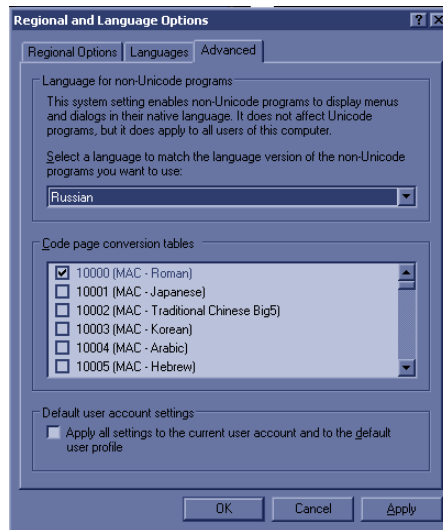 Regional and Language Options
Regional Options Languages Advanced
Language for non-Unicode programs
This system setting enables non-Unicode programs to display menus
and dialogs in their native language. It does not affect Unicode
programs, but it does apply to all users of this computer.
Select a language to match the language version of the non-Unicode
programs you want to use:
Russian
Code page conversion tables
10000 (MAC - Roman)
10001 (MAC - Japanese)
10002 (MAC - Traditional Chinese Big5)
10003 (MAC - Korean)
10004 (MAC - Arabic)
10005 (MAC - Hebrew)
Default user account settings
Apply all settings to the current user account and to the default
user profile
OK Cancel Apply